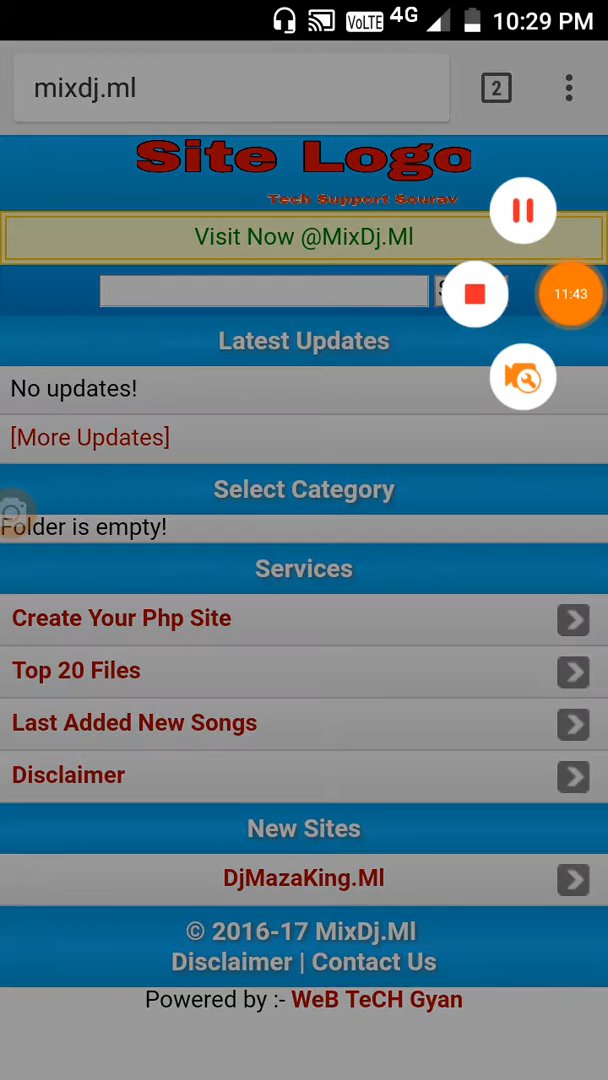 VoLTE 4G 10:29 PM
mixdj.ml
2
Site Logo
Tech Support Sourav
Visit Now @MixDj.Ml
11:43
Latest Updates
No updates!
[More Updates]
Select Category
Folder is empty!
Services
Create Your Php Site
Top 20 Files
Last Added New Songs
Disclaimer
New Sites
DjMazaKing.Ml
© 2016-17 MixDj.Ml
Disclaimer | Contact Us
Powered by :- WeB TeCH Gyan